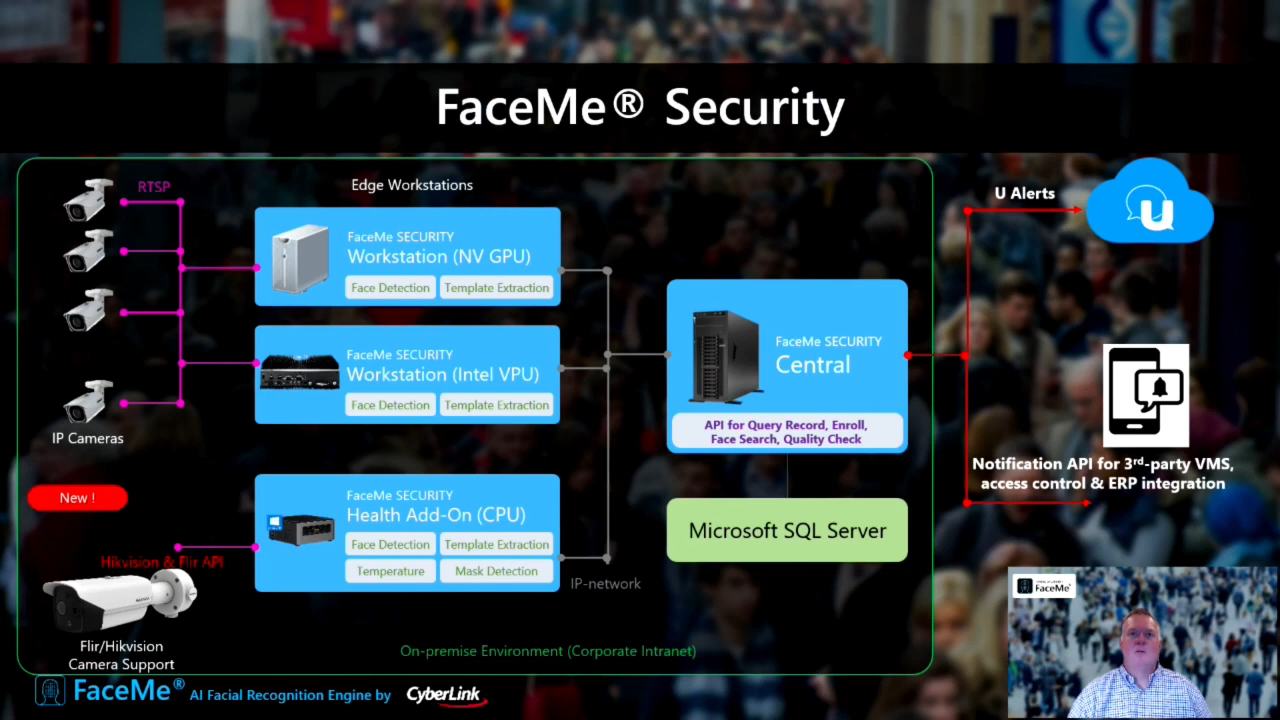 FaceMe® Security
RTSP
Edge Workstations
IP Cameras
FaceMe SECURITY
Workstation (NV GPU)
Face Detection
Template Extraction
FaceMe SECURITY
Workstation (Intel VPU)
Face Detection
Template Extraction
New !
Hikvision & Flir API
Flir/Hikvision
Camera Support
FaceMe SECURITY
Health Add-On (CPU)
Face Detection
Template Extraction
Temperature
Mask Detection
IP-network
FaceMe SECURITY
Central
API for Query Record, Enroll,
Face Search, Quality Check
Microsoft SQL Server
On-premise Environment (Corporate Intranet)
U Alerts
U
Notification API for 3rd-party VMS,
access control & ERP integration
FaceMe® AI Facial Recognition Engine by CyberLink
FaceMe®